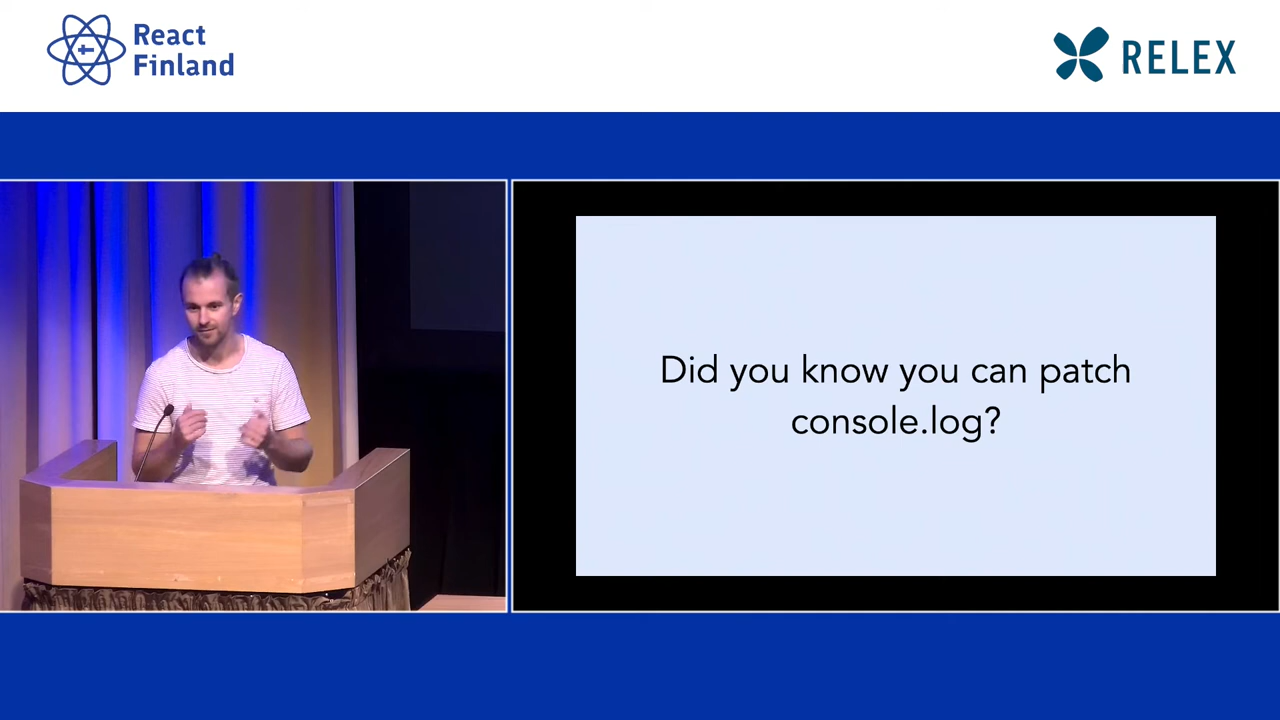 React
Finland
RELEX
Did you know you can patch
console.log?